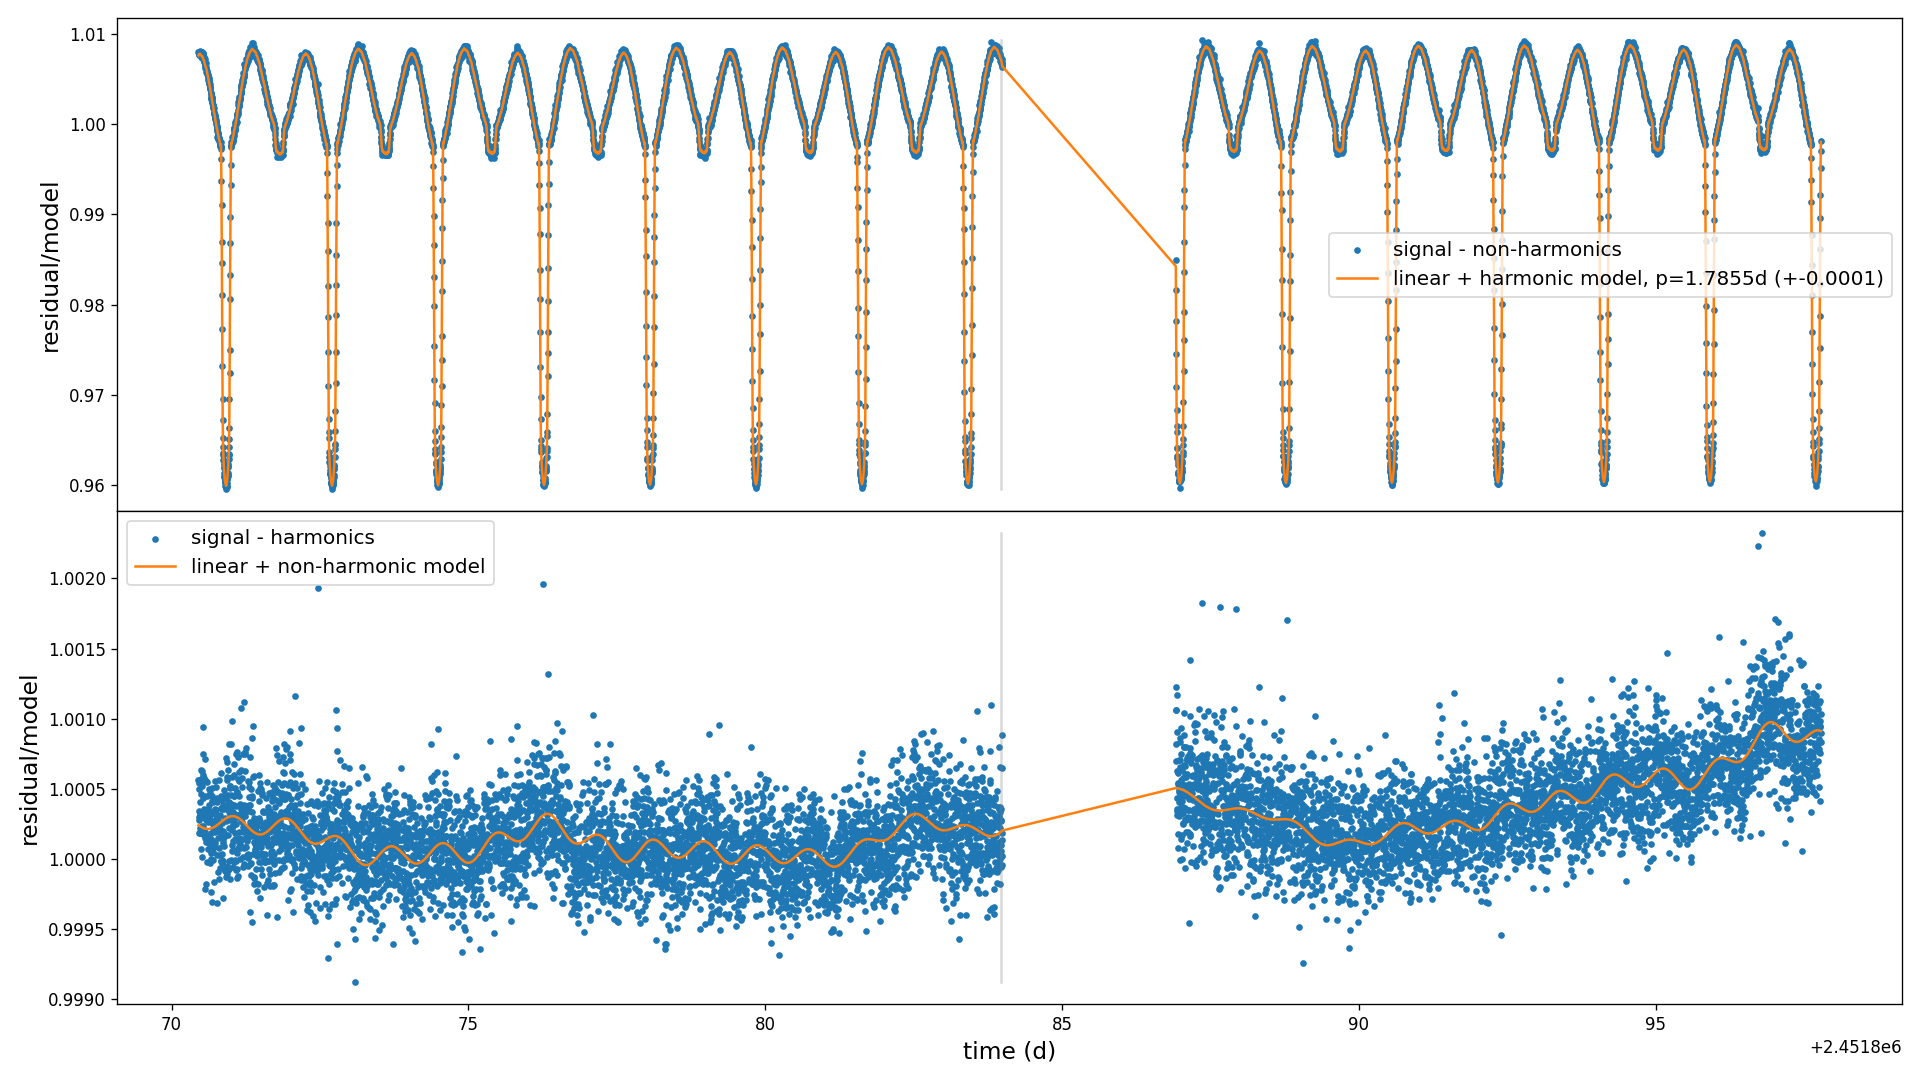 1.01
1.00
0.99
0.98
0.97
0.96
residual/model
signal - non-harmonics
linear + harmonic model, p=1.7855d (+-0.0001)
signal - harmonics
linear + non-harmonic model
1.0020
1.0015
1.0010
1.0005
1.0000
0.9995
0.9990
residual/model
70 75 80 85 90 95
time (d)
+2.4518e6